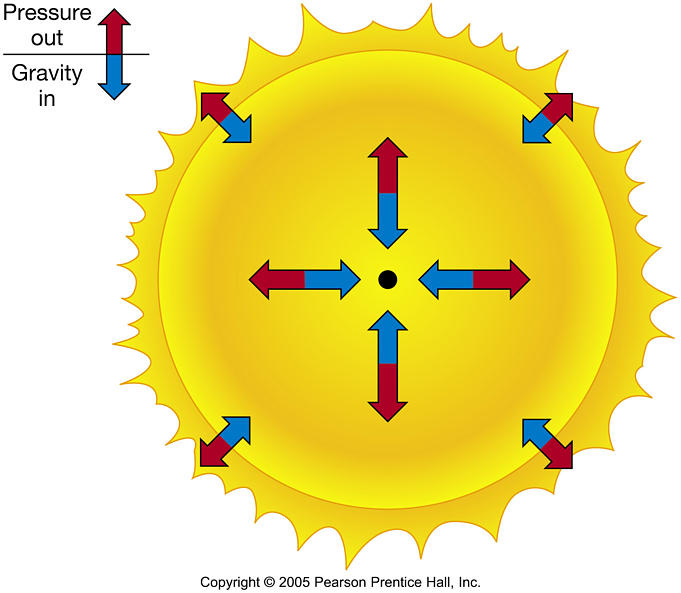 Pressure
out
Gravity
in
Copyright © 2005 Pearson Prentice Hall, Inc.